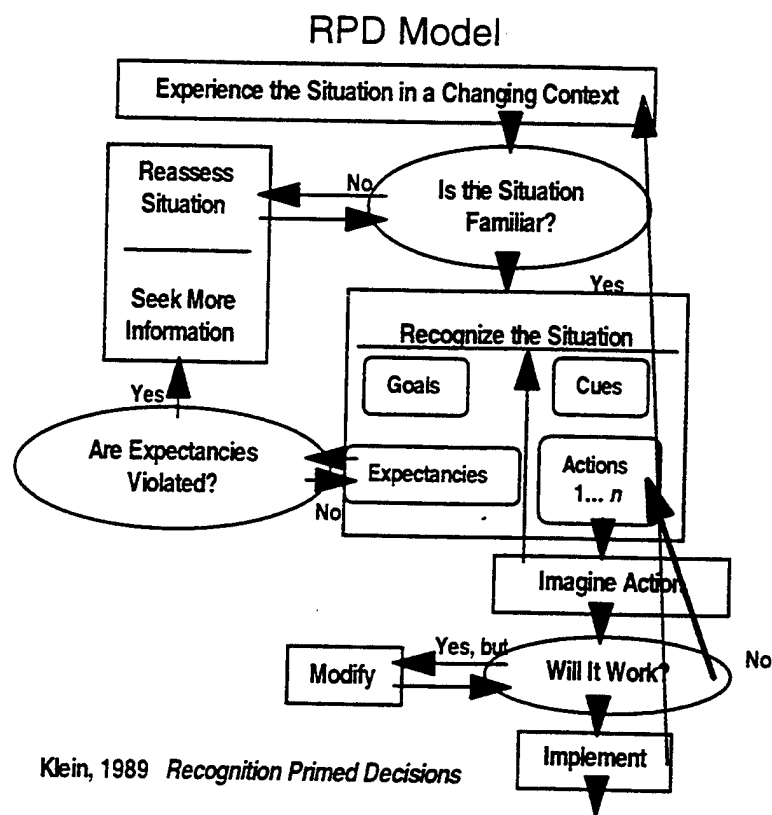 RPD Model
Experience the Situation in a Changing Context
Reassess
Situation
No
Is the Situation
Familiar?
Seek More
Information
Yes
Recognize the Situation
Goals
Cues
Yes
Are Expectancies
Violated?
Expectancies
Actions
1... n
No
Imagine Action
Yes, but
Modify
Will It Work?
No
Implement
Klein, 1989 Recognition Primed Decisions